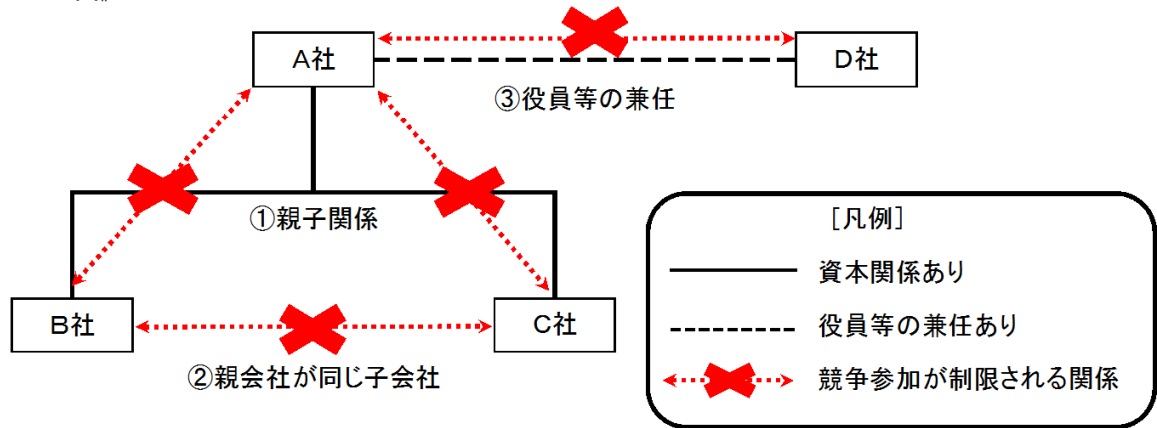 A社
D社
③役員等の兼任
①親子関係
[凡例]
資本関係あり
B社
C社
役員等の兼任あり
②親会社が同じ子会社
競争参加が制限される関係